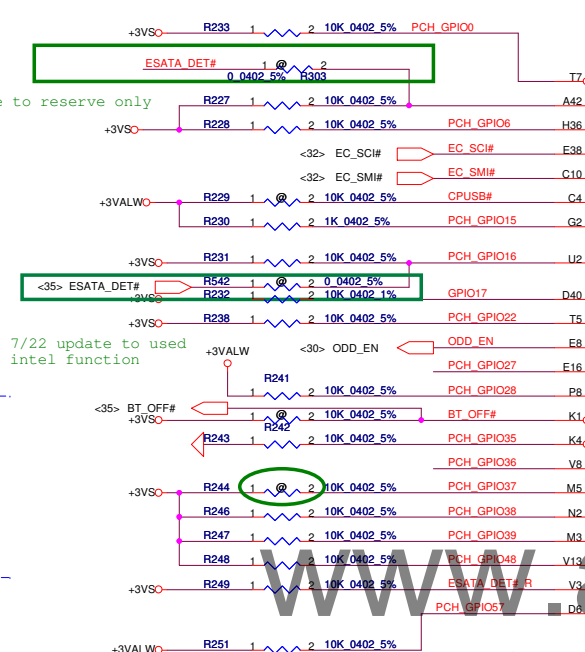 +3VS R233 1 2 10K_0402_5% PCH_GPIO0
ESATA_DET# 1 @ 2
0_0402_5% R303
T7
e to reserve only
R227 1 2 10K_0402_5% A42
+3VS R228 1 2 10K_0402_5% PCH_GPIO6 H36
<32> EC_SCI# EC_SCI# E38
<32> EC_SMI# EC_SMI# C10
+3VALW R229 1 @ 2 10K_0402_5% CPUSB# C4
R230 1 2 1K_0402_5% PCH_GPIO15 G2
+3VS R231 1 2 10K_0402_5% PCH_GPIO16 U2
<35> ESATA_DET# R542 1 @ 2 0_0402_5%
+3VS R232 1 2 10K_0402_1% GPIO17 D40
+3VS R238 1 2 10K_0402_5% PCH_GPIO22 T5
7/22 update to used
intel function
+3VALW <30> ODD_EN ODD_EN E8
PCH_GPIO27 E16
R241
1 2 10K_0402_5% PCH_GPIO28 P8
<35> BT_OFF#
+3VS 1 @ 2 10K_0402_5% BT_OFF# K1
R242
R243 1 2 10K_0402_5% PCH_GPIO35 K4
PCH_GPIO36 V8
+3VS R244 1 @ 2 10K_0402_5% PCH_GPIO37 M5
R246 1 2 10K_0402_5% PCH_GPIO38 N2
R247 1 2 10K_0402_5% PCH_GPIO39 M3
R248 1 2 10K_0402_5% PCH_GPIO48 V13
+3VS R249 1 2 10K_0402_5% ESATA_DET#_R V3
www.a
PCH_GPIO57 D6
+3VALW R251 1 2 10K_0402_5%